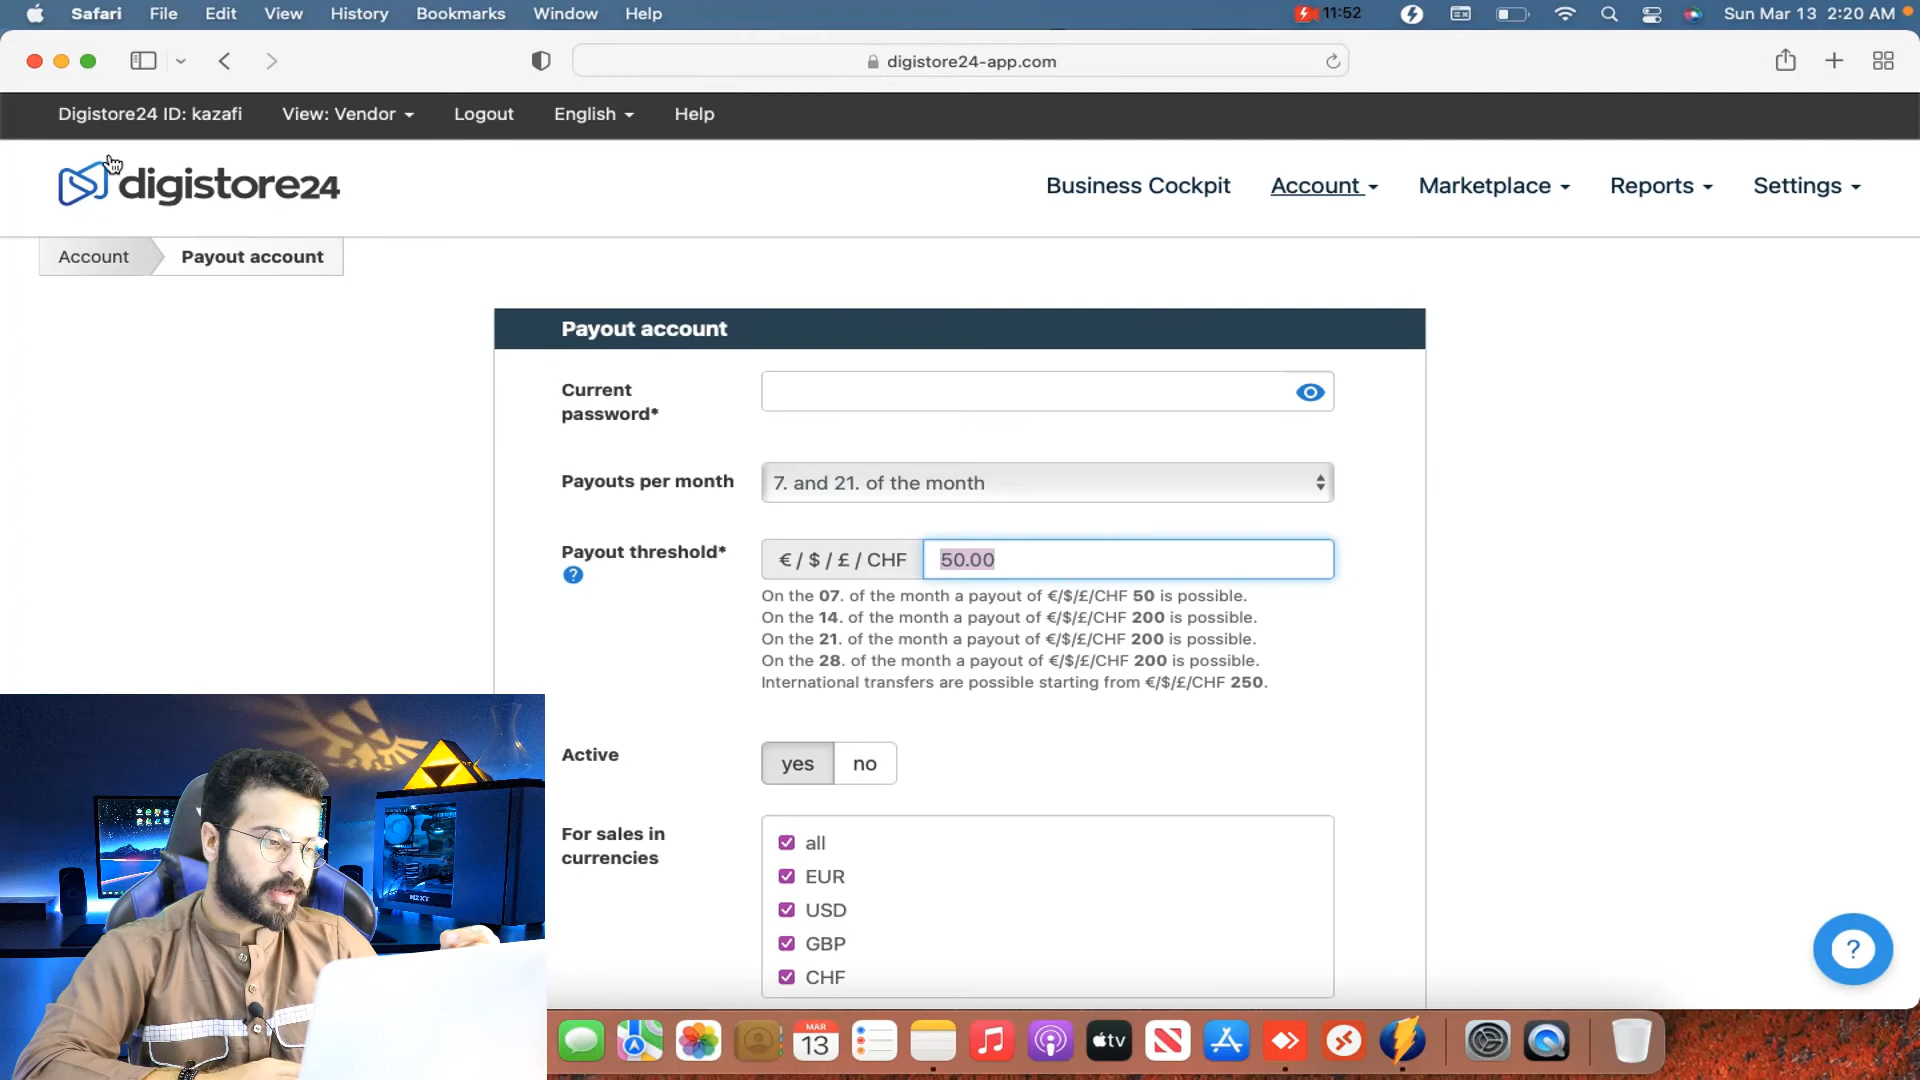 Safari File Edit View History Bookmarks Window Help 11:52 Sun Mar 13 2:20 AM
digistore24-app.com
Digistore24 ID: kazafi View: Vendor Logout English Help
digistore24 Business Cockpit Account Marketplace Reports Settings
Account Payout account
Payout account
Current
password*
Payouts per month 7. and 21. of the month
Payout threshold* € / $ / £ / CHF 50.00
?
On the 07. of the month a payout of €/$/£/CHF 50 is possible.
On the 14. of the month a payout of €/$/£/CHF 200 is possible.
On the 21. of the month a payout of €/$/£/CHF 200 is possible.
On the 28. of the month a payout of €/$/£/CHF 200 is possible.
International transfers are possible starting from €/$/£/CHF 250.
Active yes no
For sales in
currencies
all
EUR
USD
GBP
CHF
?
NZXT
MAR
13
tv